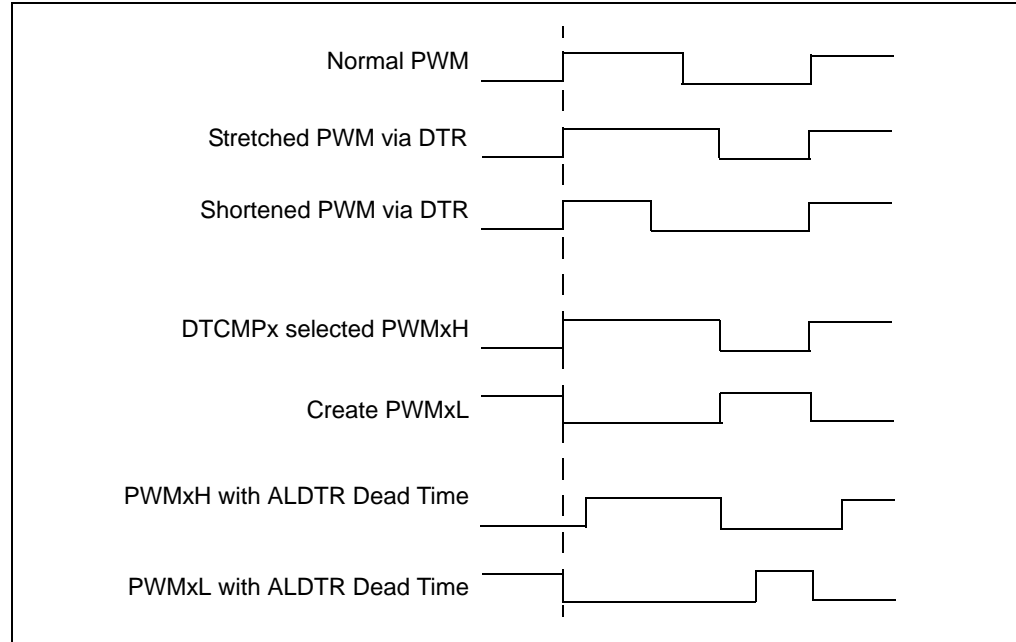 Normal PWM
Stretched PWM via DTR
Shortened PWM via DTR
DTCMPx selected PWMxH
Create PWMxL
PWMxH with ALDTR Dead Time
PWMxL with ALDTR Dead Time